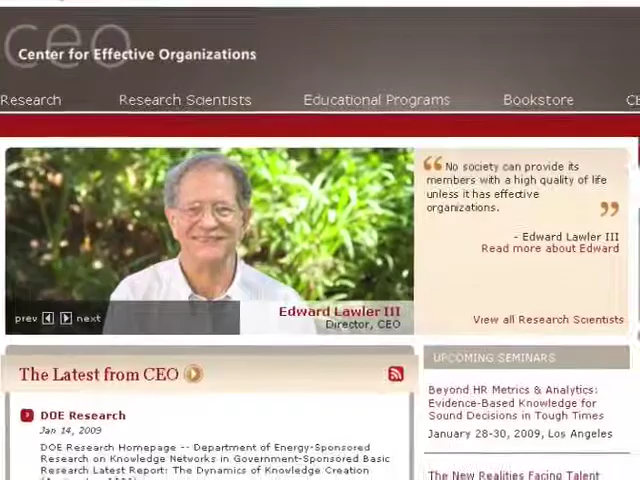 ceo
Center for Effective Organizations
Research Research Scientists Educational Programs Bookstore CE
“ No society can provide its
members with a high quality of life
unless it has effective
organizations. ”
- Edward Lawler III
Read more about Edward
prev next
Edward Lawler III
Director, CEO
View all Research Scientists
The Latest from CEO
DOE Research
Jan 14, 2009
DOE Research Homepage -- Department of Energy-Sponsored
Research on Knowledge Networks in Government-Sponsored Basic
Research Latest Report: The Dynamics of Knowledge Creation
UPCOMING SEMINARS
Beyond HR Metrics & Analytics:
Evidence-Based Knowledge for
Sound Decisions in Tough Times
January 28-30, 2009, Los Angeles
The New Realities Facing Talent